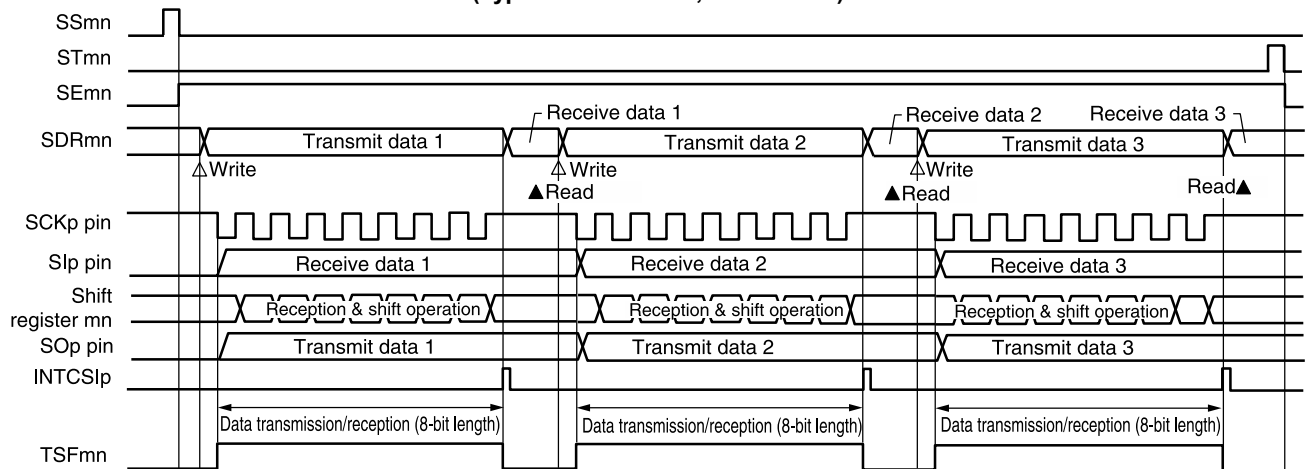 SSmn
STmn
SEmn
Receive data 1
Receive data 2
Receive data 3
SDRmn
Transmit data 1
Transmit data 2
Transmit data 3
△Write
△Write
△Write
▲Read
▲Read
Read▲
SCKp pin
SIp pin
Receive data 1
Receive data 2
Receive data 3
Shift
register mn
Reception & shift operation
Reception & shift operation
Reception & shift operation
SOp pin
Transmit data 1
Transmit data 2
Transmit data 3
INTCSIp
Data transmission/reception (8-bit length)
Data transmission/reception (8-bit length)
Data transmission/reception (8-bit length)
TSFmn